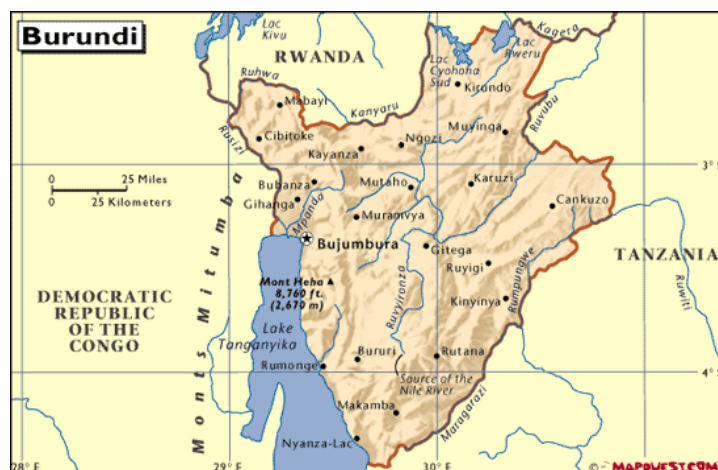 Burundi
Lac
Kivu
RWANDA
Kagera
Lac
Rweru
Lac
Cyohoha
Sud
Ruhwa
Kanyaru
Kirundo
Mabayi
Rusizi
Cibitoke
Ngozi
Muyinga
Ruvubu
Kayanza
3°S
0 25 Miles
0 25 Kilometers
Bubanza
Mutaho
Karuzi
Cankuzo
Gihanga
Mpanda
Muramvya
Bujumbura
Gitega
TANZANIA
Ruyigi
Rumpungwe
Ruwiti
Monts Mitumba
Mont Heha
8,760 ft.
(2,670 m)
Ruvyironza
Kinyinya
DEMOCRATIC
REPUBLIC
OF THE
CONGO
Lake
Tanganyika
Bururi
Rutana
Rumonge
4°S
Source of the
Nile River
Makamba
Maragarazi
Nyanza-Lac
28°E
29°E
30°E
© MAPQUEST.COM